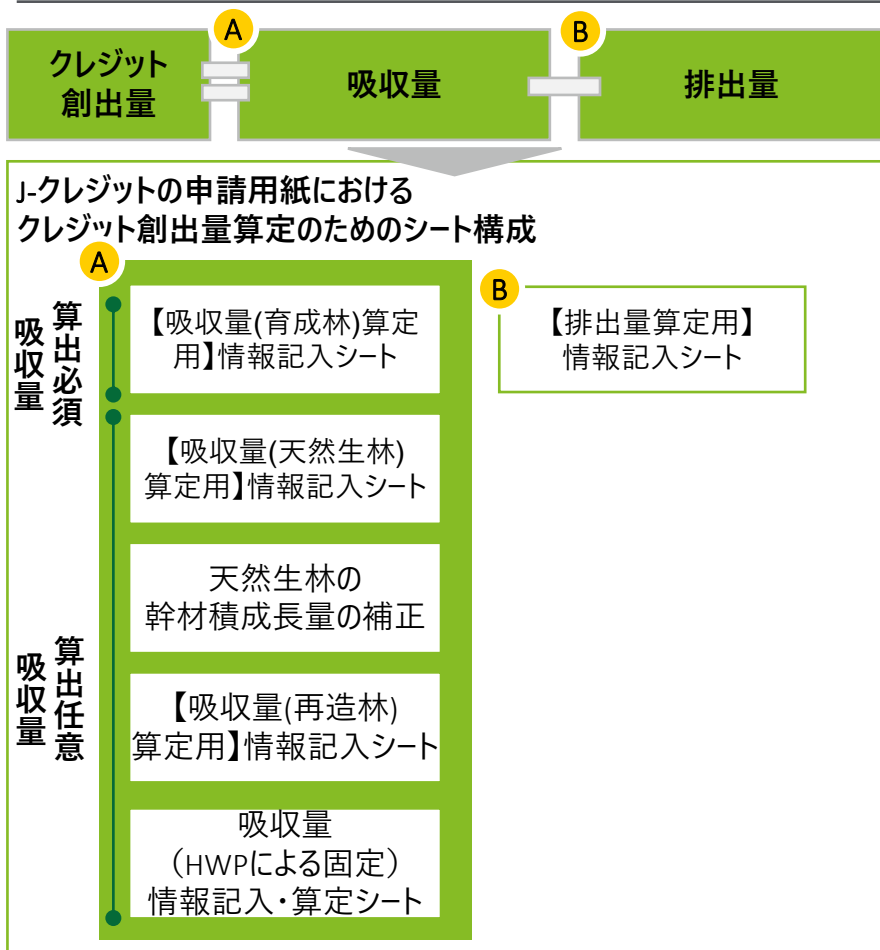 A
B
クレジット
創出量
吸収量
排出量
J-クレジットの申請用紙における
クレジット創出量算定のためのシート構成
A
算出必須
吸収量
【吸収量(育成林)算定
用】情報記入シート
【吸収量(天然生林)
算定用】情報記入シート
天然生林の
幹材積成長量の補正
算出任意
吸収量
【吸収量(再造林)
算定用】情報記入シート
吸収量
（HWPによる固定）
情報記入・算定シート
B
【排出量算定用】
情報記入シート